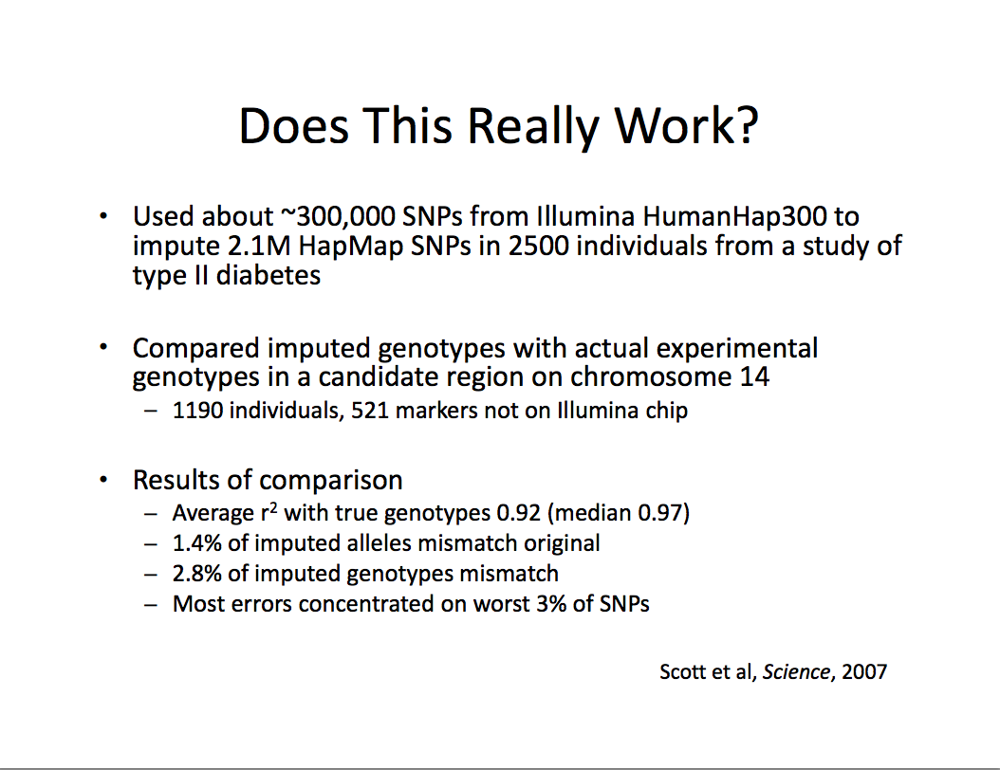 Does This Really Work?
• Used about ~300,000 SNPs from Illumina HumanHap300 to
impute 2.1M HapMap SNPs in 2500 individuals from a study of
type II diabetes
• Compared imputed genotypes with actual experimental
genotypes in a candidate region on chromosome 14
– 1190 individuals, 521 markers not on Illumina chip
• Results of comparison
– Average r² with true genotypes 0.92 (median 0.97)
– 1.4% of imputed alleles mismatch original
– 2.8% of imputed genotypes mismatch
– Most errors concentrated on worst 3% of SNPs
Scott et al, Science, 2007